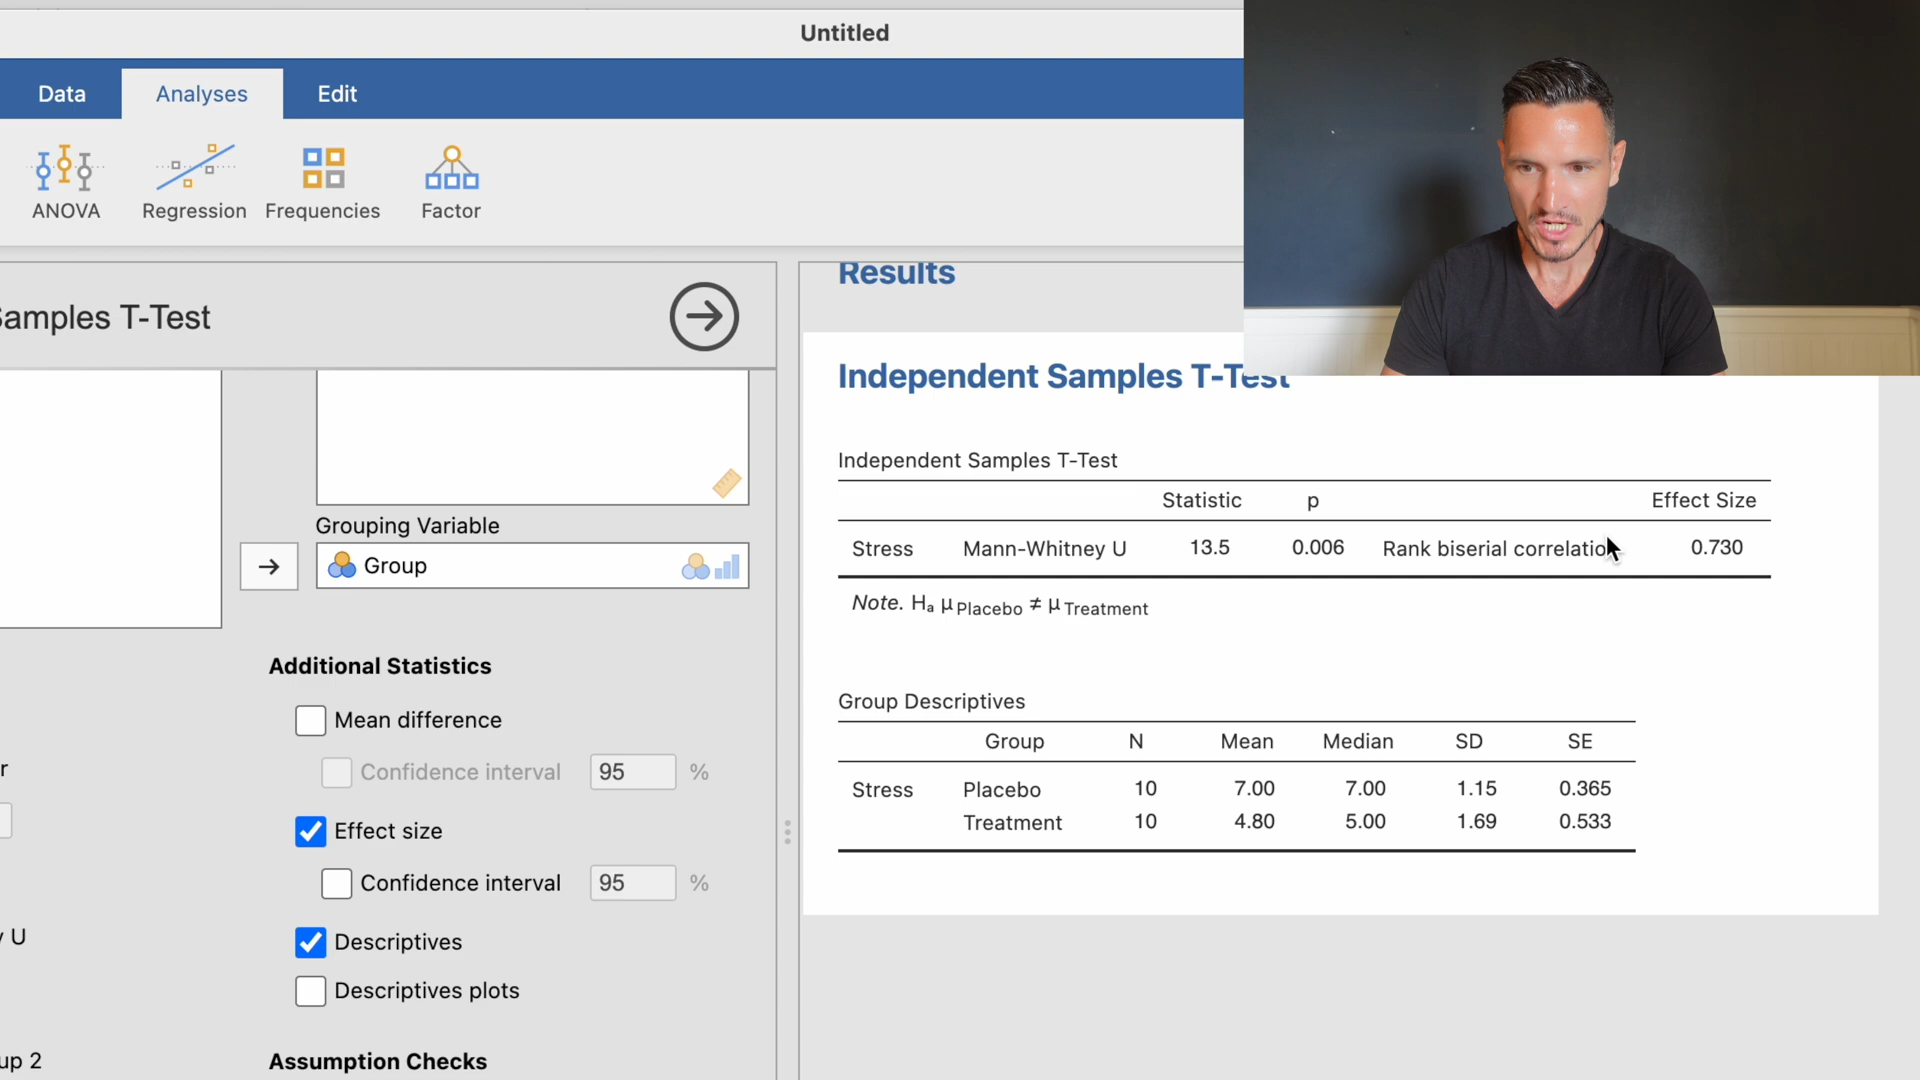 Untitled
Data
Analyses
Edit
ANOVA
Regression
Frequencies
Factor
Samples T-Test
Grouping Variable
Group
Additional Statistics
Mean difference
Confidence interval 95 %
Effect size
Confidence interval 95 %
Descriptives
Descriptives plots
Assumption Checks
r
y U
up 2
Results
Independent Samples T-Test
Independent Samples T-Test
Statistic p Effect Size
Stress Mann-Whitney U 13.5 0.006 Rank biserial correlation 0.730
Note. Hₐ μ Placebo ≠ μ Treatment
Group Descriptives
Group N Mean Median SD SE
Stress Placebo 10 7.00 7.00 1.15 0.365
Treatment 10 4.80 5.00 1.69 0.533